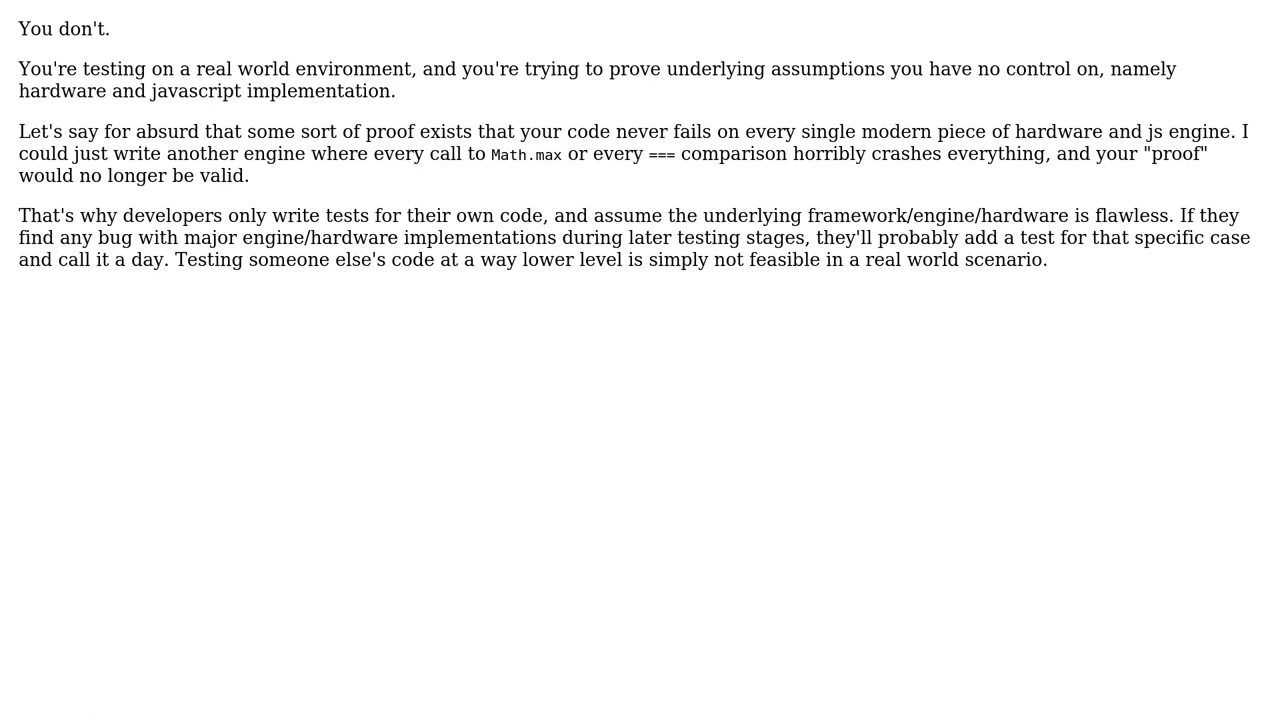 You don't.
You're testing on a real world environment, and you're trying to prove underlying assumptions you have no control on, namely
hardware and javascript implementation.
Let's say for absurd that some sort of proof exists that your code never fails on every single modern piece of hardware and js engine. I
could just write another engine where every call to Math.max or every === comparison horribly crashes everything, and your "proof"
would no longer be valid.
That's why developers only write tests for their own code, and assume the underlying framework/engine/hardware is flawless. If they
find any bug with major engine/hardware implementations during later testing stages, they'll probably add a test for that specific case
and call it a day. Testing someone else's code at a way lower level is simply not feasible in a real world scenario.